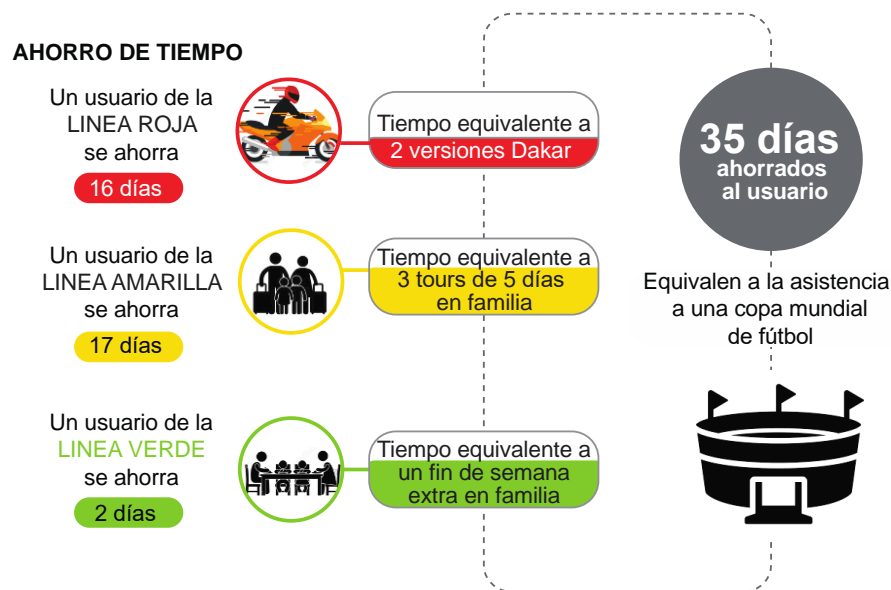 AHORRO DE TIEMPO
Un usuario de la
LINEA ROJA
se ahorra
16 días
Tiempo equivalente a
2 versiones Dakar
Un usuario de la
LINEA AMARILLA
se ahorra
17 días
Tiempo equivalente a
3 tours de 5 días
en familia
Un usuario de la
LINEA VERDE
se ahorra
2 días
Tiempo equivalente a
un fin de semana
extra en familia
35 días
ahorrados
al usuario
Equivalen a la asistencia
a una copa mundial
de fútbol